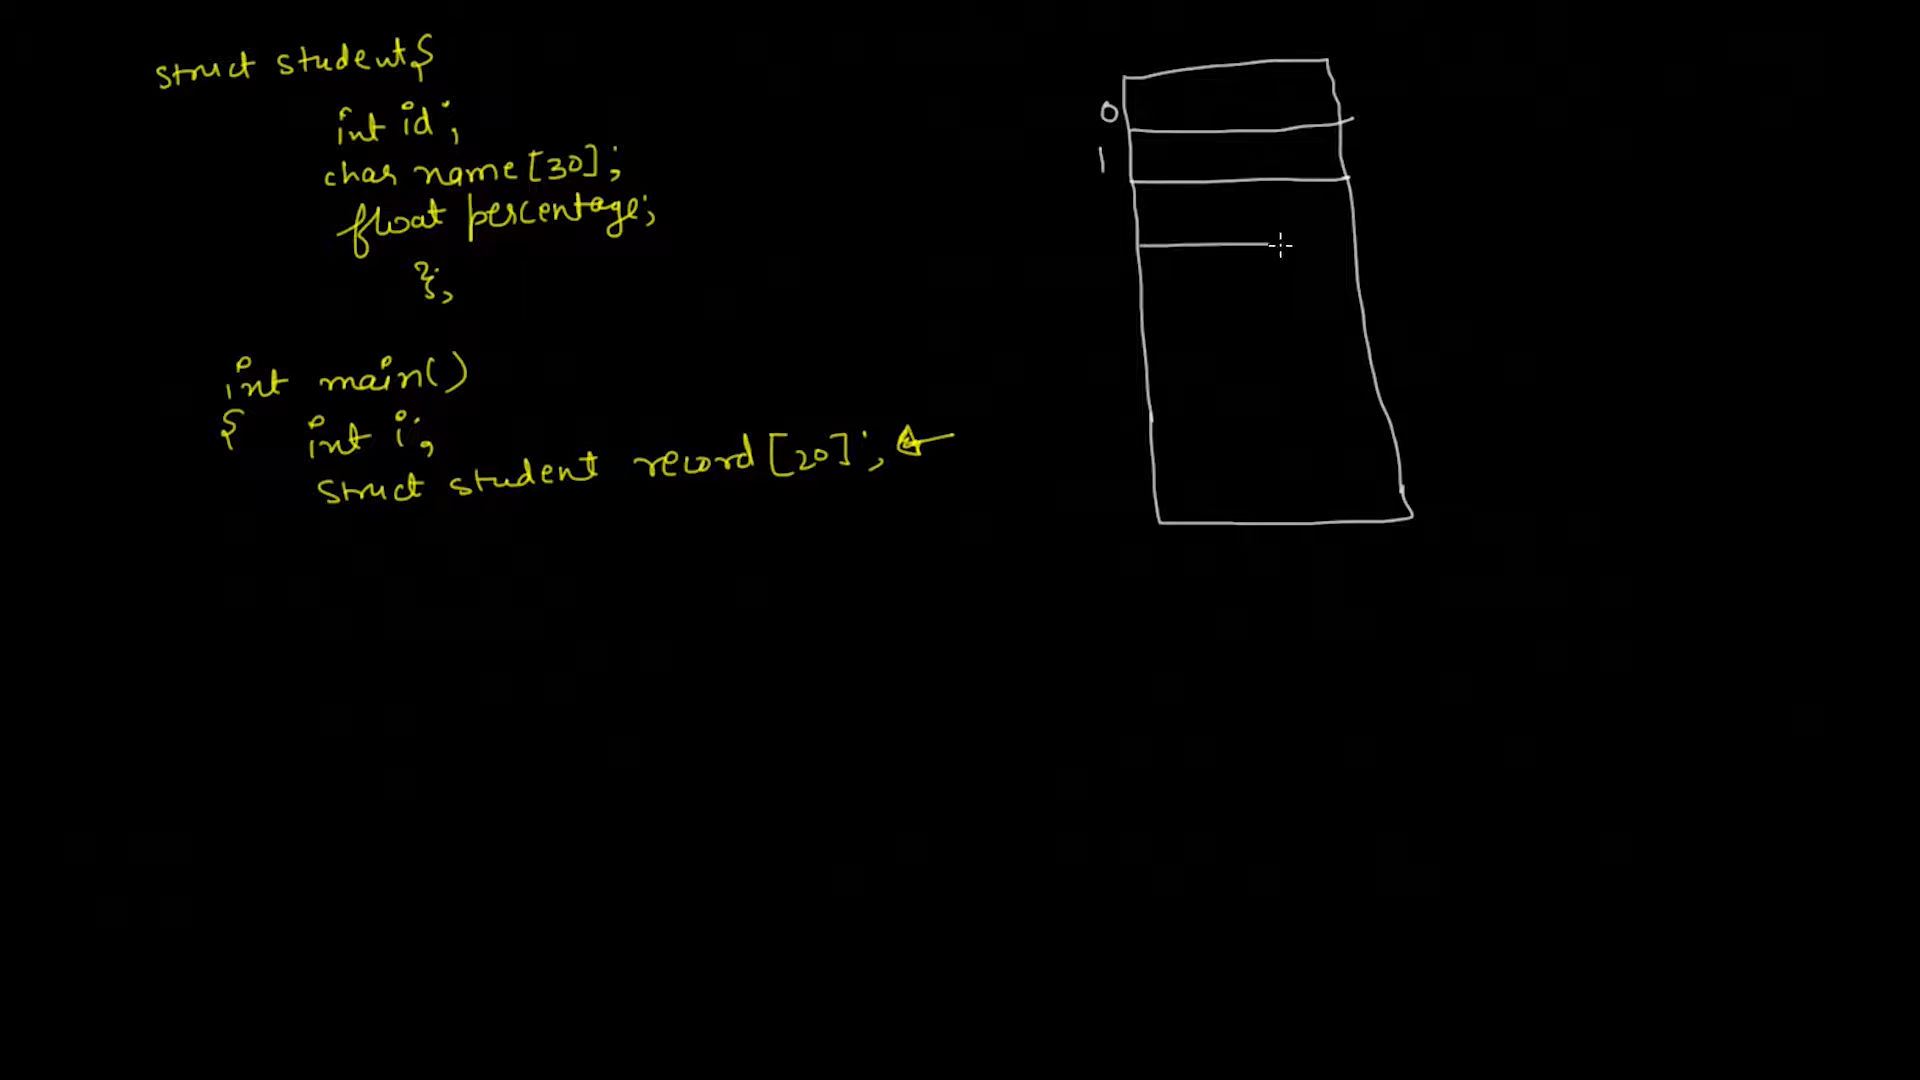 struct student{
int id;
char name[30];
float percentage;
};
int main()
{ int i;
struct student record[20];
0
1